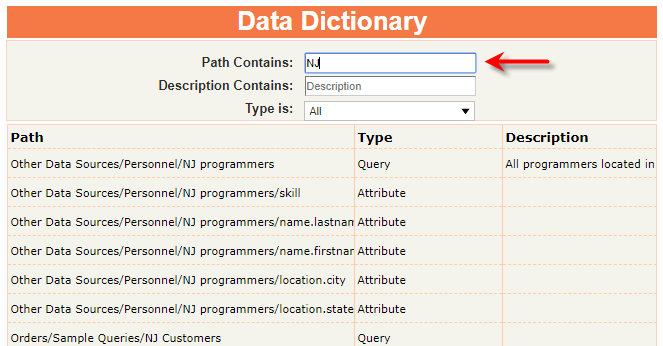 Data Dictionary
Path Contains: NJ
Description Contains: Description
Type is: All
Path Type Description
Other Data Sources/Personnel/NJ programmers Query All programmers located in
Other Data Sources/Personnel/NJ programmers/skill Attribute
Other Data Sources/Personnel/NJ programmers/name.lastnam Attribute
Other Data Sources/Personnel/NJ programmers/name.firstnar Attribute
Other Data Sources/Personnel/NJ programmers/location.city Attribute
Other Data Sources/Personnel/NJ programmers/location.state Attribute
Orders/Sample Queries/NJ Customers Query